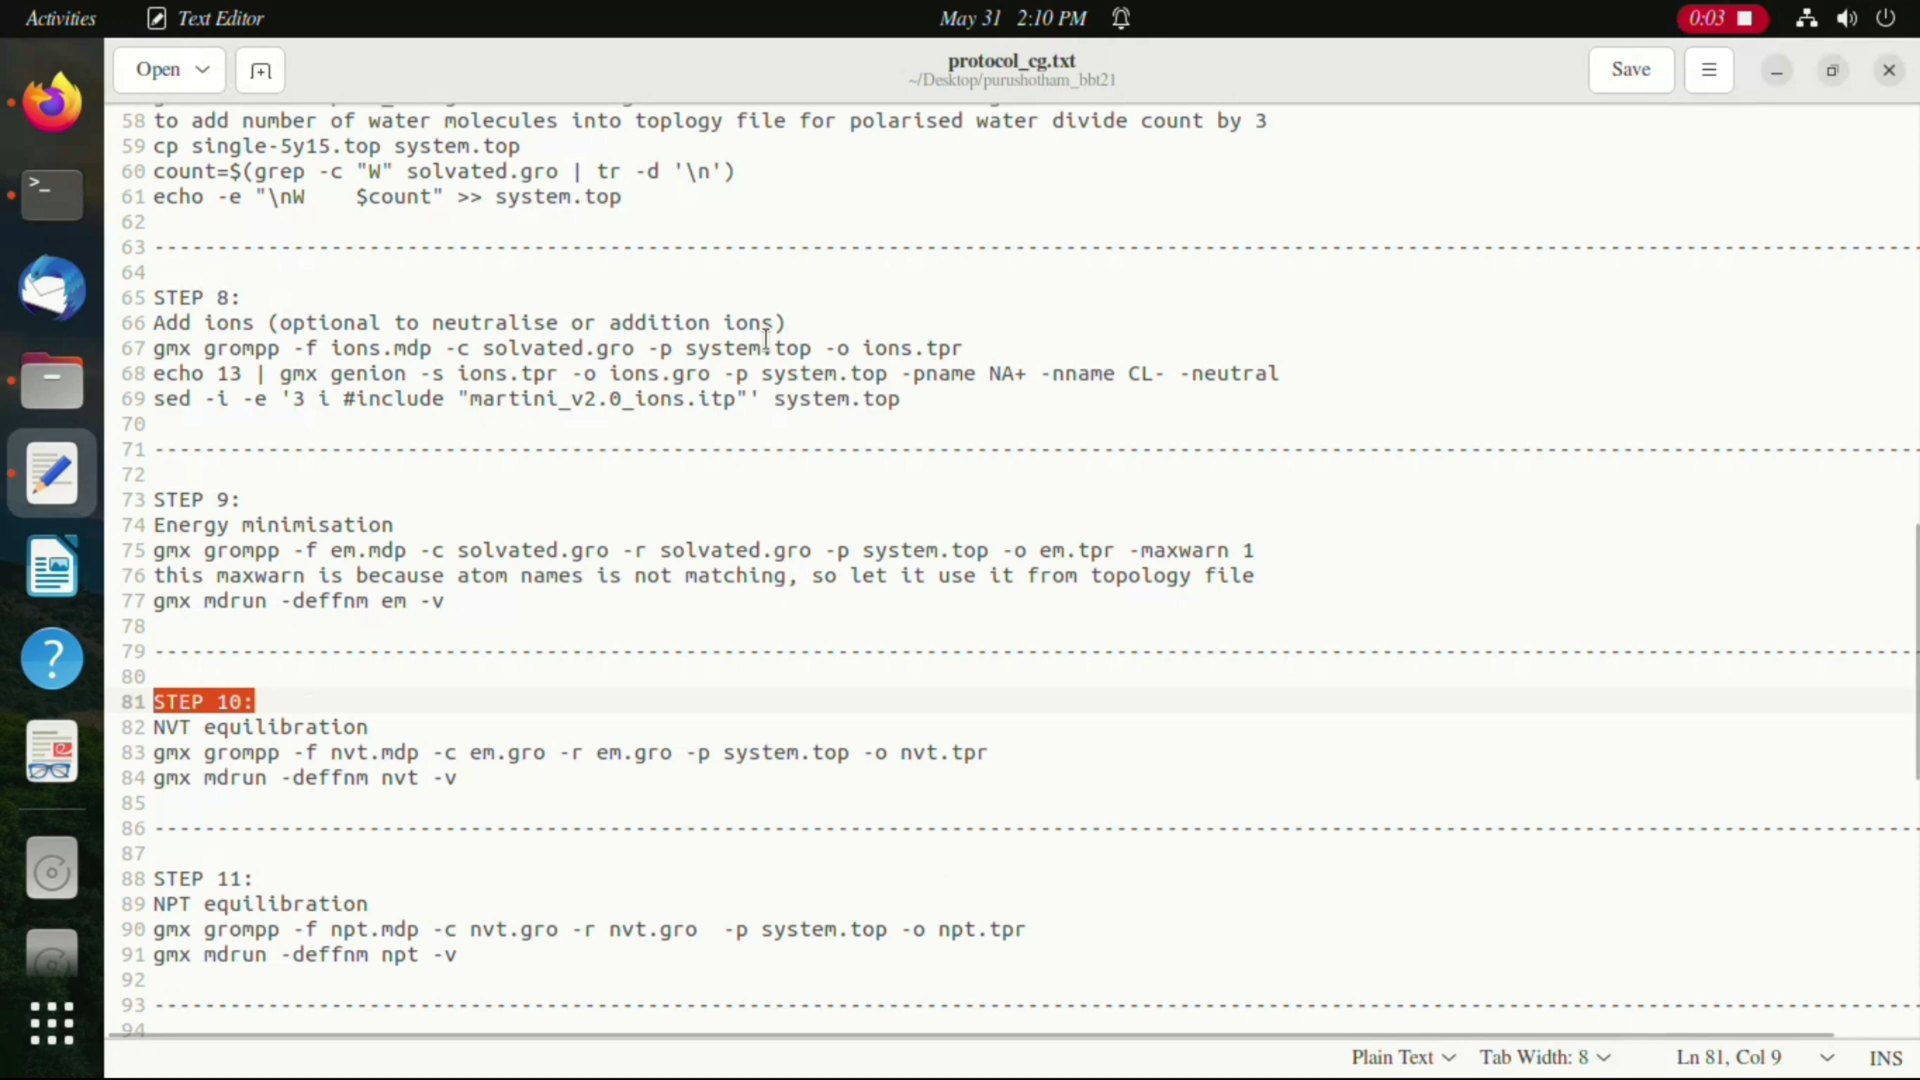 Activities Text Editor May 31 2:10 PM 0:03
Open protocol_cg.txt Save
~/Desktop/purushotham_bbt21
58 to add number of water molecules into toplogy file for polarised water divide count by 3
59 cp single-5y15.top system.top
60 count=$(grep -c "W" solvated.gro | tr -d '\n')
61 echo -e "\nW    $count" >> system.top
62
63 --------------------------------------------------------------------------------------------------------------------------------------------
64
65 STEP 8:
66 Add ions (optional to neutralise or addition ions)
67 gmx grompp -f ions.mdp -c solvated.gro -p system.top -o ions.tpr
68 echo 13 | gmx genion -s ions.tpr -o ions.gro -p system.top -pname NA+ -nname CL- -neutral
69 sed -i -e '3 i #include "martini_v2.0_ions.itp"' system.top
70
71 --------------------------------------------------------------------------------------------------------------------------------------------
72
73 STEP 9:
74 Energy minimisation
75 gmx grompp -f em.mdp -c solvated.gro -r solvated.gro -p system.top -o em.tpr -maxwarn 1
76 this maxwarn is because atom names is not matching, so let it use it from topology file
77 gmx mdrun -deffnm em -v
78
79 --------------------------------------------------------------------------------------------------------------------------------------------
80
81 STEP 10:
82 NVT equilibration
83 gmx grompp -f nvt.mdp -c em.gro -r em.gro -p system.top -o nvt.tpr
84 gmx mdrun -deffnm nvt -v
85
86 --------------------------------------------------------------------------------------------------------------------------------------------
87
88 STEP 11:
89 NPT equilibration
90 gmx grompp -f npt.mdp -c nvt.gro -r nvt.gro  -p system.top -o npt.tpr
91 gmx mdrun -deffnm npt -v
92
93 --------------------------------------------------------------------------------------------------------------------------------------------
94
Plain Text Tab Width: 8 Ln 81, Col 9 INS